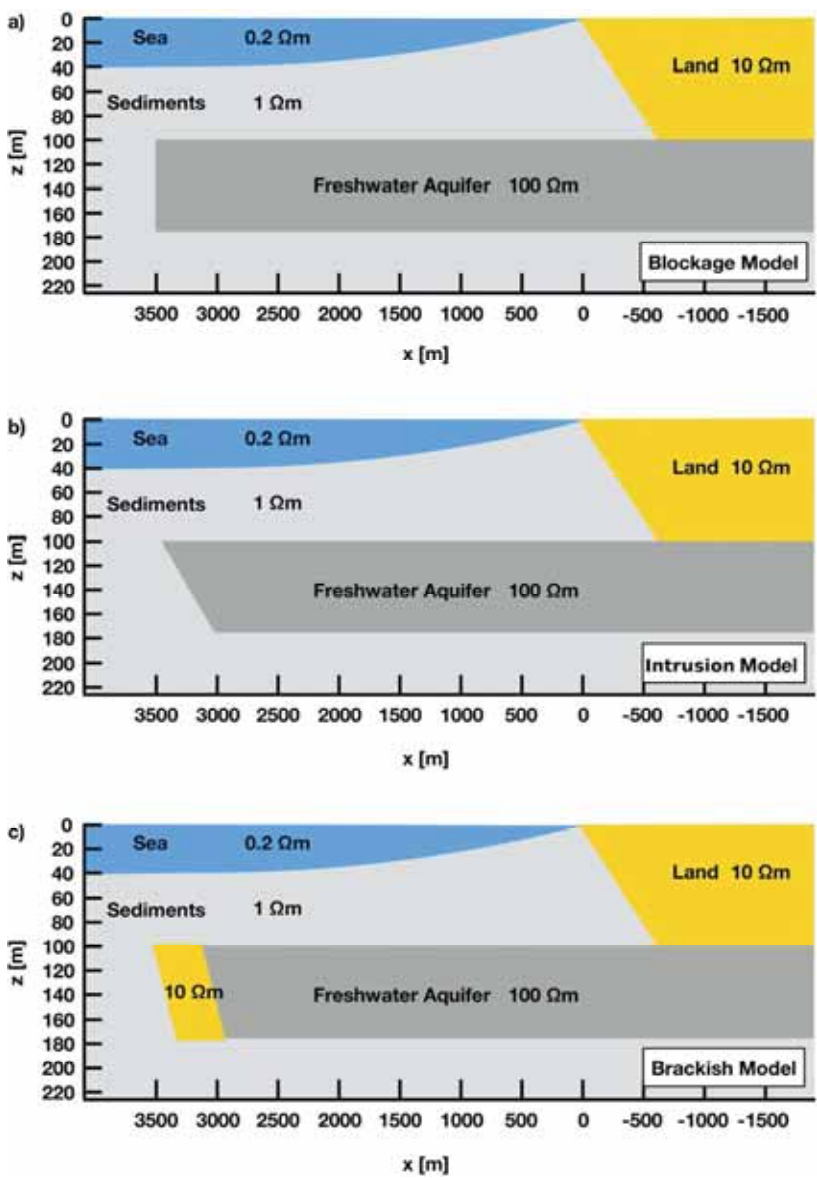 a)
0
20
40
60
80
100
120
140
160
180
200
220
z [m]
Sea 0.2 Ωm
Land 10 Ωm
Sediments 1 Ωm
Freshwater Aquifer 100 Ωm
Blockage Model
3500 3000 2500 2000 1500 1000 500 0 -500 -1000 -1500
x [m]
b)
0
20
40
60
80
100
120
140
160
180
200
220
z [m]
Sea 0.2 Ωm
Land 10 Ωm
Sediments 1 Ωm
Freshwater Aquifer 100 Ωm
Intrusion Model
3500 3000 2500 2000 1500 1000 500 0 -500 -1000 -1500
x [m]
c)
0
20
40
60
80
100
120
140
160
180
200
220
z [m]
Sea 0.2 Ωm
Land 10 Ωm
Sediments 1 Ωm
10 Ωm
Freshwater Aquifer 100 Ωm
Brackish Model
3500 3000 2500 2000 1500 1000 500 0 -500 -1000 -1500
x [m]